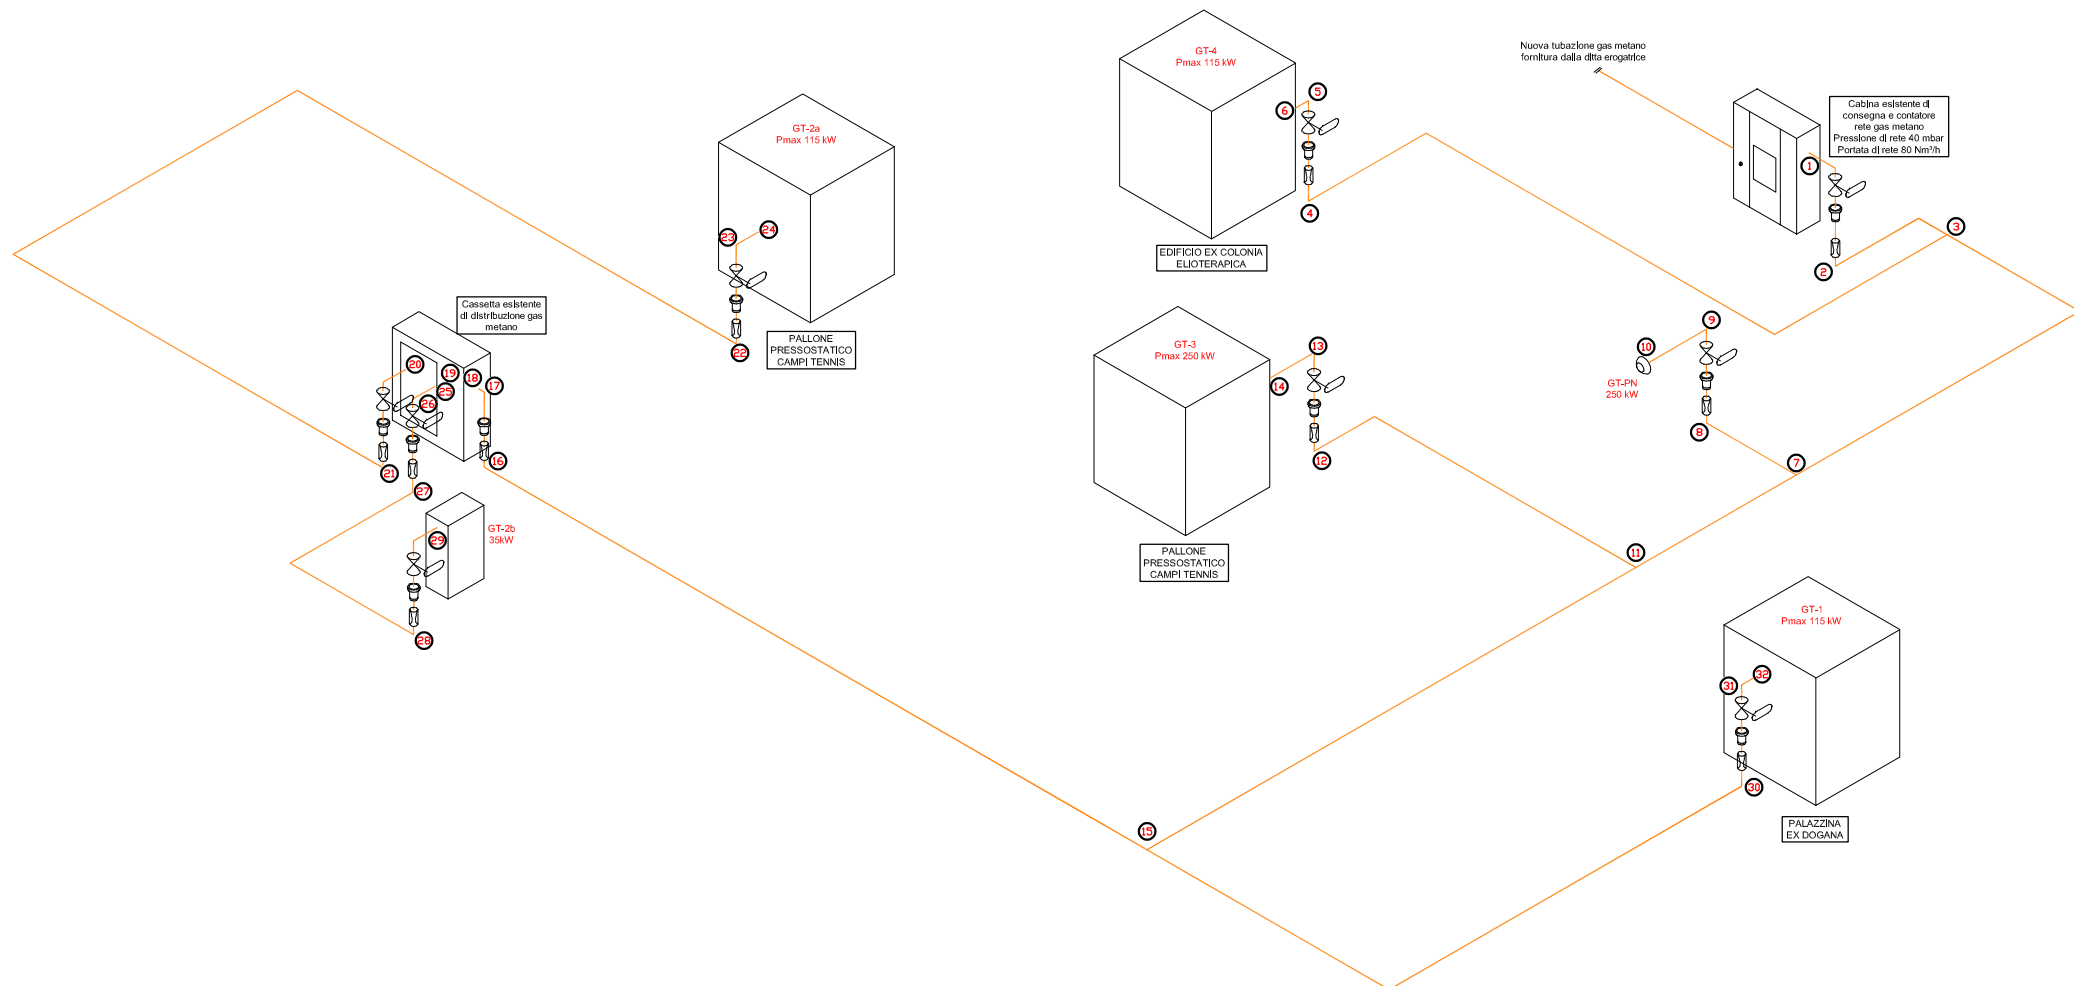 Nuova tubazione gas metano
fornitura dalla ditta erogatrice
GT-4
Pmax 115 kW
5
6
4
EDIFICIO EX COLONIA
ELIOTERAPICA
Cabina esistente di
consegna e contatore
rete gas metano
Pressione di rete 40 mbar
Portata di rete 80 Nm³/h
1
2
3
GT-2a
Pmax 115 kW
23
24
22
PALLONE
PRESSOSTATICO
CAMPI TENNIS
Cassetta esistente
di distribuzione gas
metano
20
19
18
17
25
26
16
21
27
GT-2b
35kW
29
28
GT-3
Pmax 250 kW
13
14
12
PALLONE
PRESSOSTATICO
CAMPI TENNIS
9
10
GT-PN
250 kW
8
7
11
GT-1
Pmax 115 kW
31
32
30
PALAZZINA
EX DOGANA
15